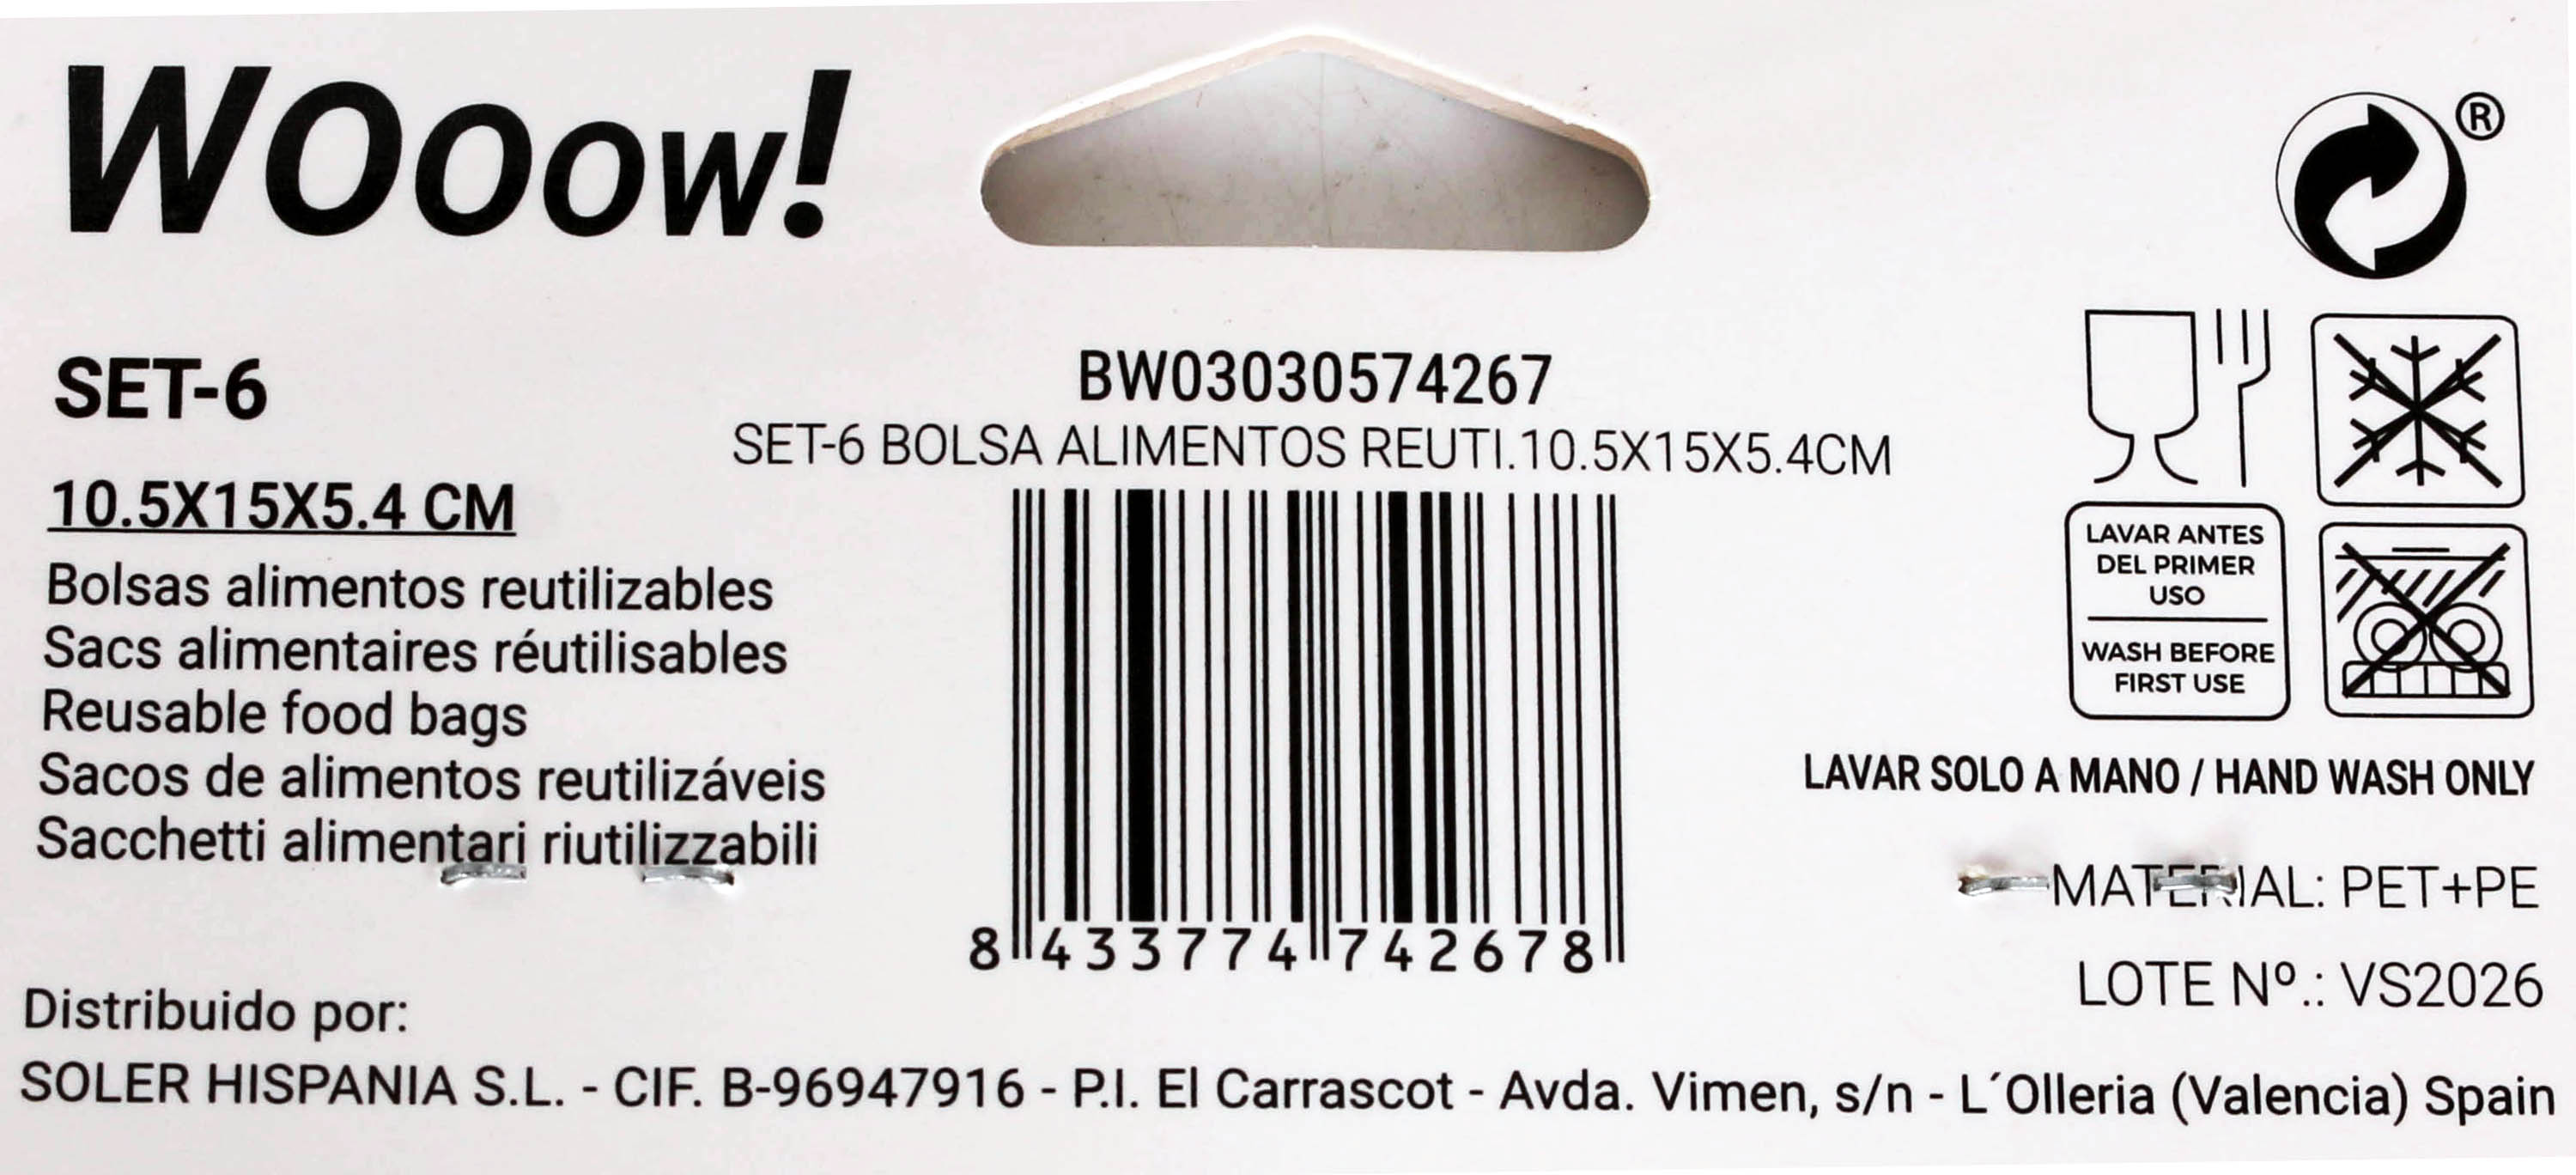 WOoow!
®
SET-6
10.5X15X5.4 CM
Bolsas alimentos reutilizables
Sacs alimentaires réutilisables
Reusable food bags
Sacos de alimentos reutilizáveis
Sacchetti alimentari riutilizzabili
BW03030574267
SET-6 BOLSA ALIMENTOS REUTI.10.5X15X5.4CM
8 433774 742678
LAVAR ANTES
DEL PRIMER
USO
WASH BEFORE
FIRST USE
LAVAR SOLO A MANO / HAND WASH ONLY
MATERIAL: PET+PE
LOTE Nº.: VS2026
Distribuido por:
SOLER HISPANIA S.L. - CIF. B-96947916 - P.I. El Carrascot - Avda. Vimen, s/n - L´Olleria (Valencia) Spain